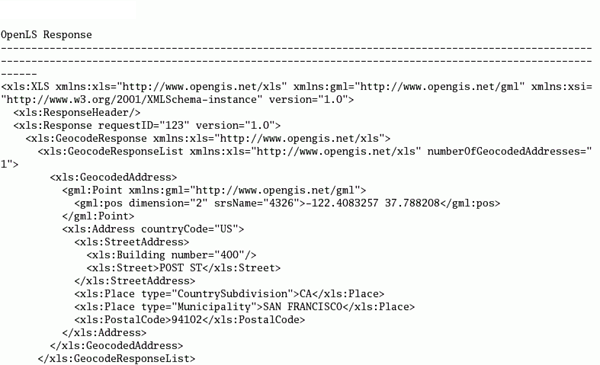 OpenLS Response
--------------------------------------------------------------------------------------------------
--------------------------------------------------------------------------------------------------
------
<xls:XLS xmlns:xls="http://www.opengis.net/xls" xmlns:gml="http://www.opengis.net/gml" xmlns:xsi=
"http://www.w3.org/2001/XMLSchema-instance" version="1.0">
  <xls:ResponseHeader/>
  <xls:Response requestID="123" version="1.0">
    <xls:GeocodeResponse xmlns:xls="http://www.opengis.net/xls">
      <xls:GeocodeResponseList xmlns:xls="http://www.opengis.net/xls" numberOfGeocodedAddresses="
1">
        <xls:GeocodedAddress>
          <gml:Point xmlns:gml="http://www.opengis.net/gml">
            <gml:pos dimension="2" srsName="4326">-122.4083257 37.788208</gml:pos>
          </gml:Point>
          <xls:Address countryCode="US">
            <xls:StreetAddress>
              <xls:Building number="400"/>
              <xls:Street>POST ST</xls:Street>
            </xls:StreetAddress>
            <xls:Place type="CountrySubdivision">CA</xls:Place>
            <xls:Place type="Municipality">SAN FRANCISCO</xls:Place>
            <xls:PostalCode>94102</xls:PostalCode>
          </xls:Address>
        </xls:GeocodedAddress>
      </xls:GeocodeResponseList>